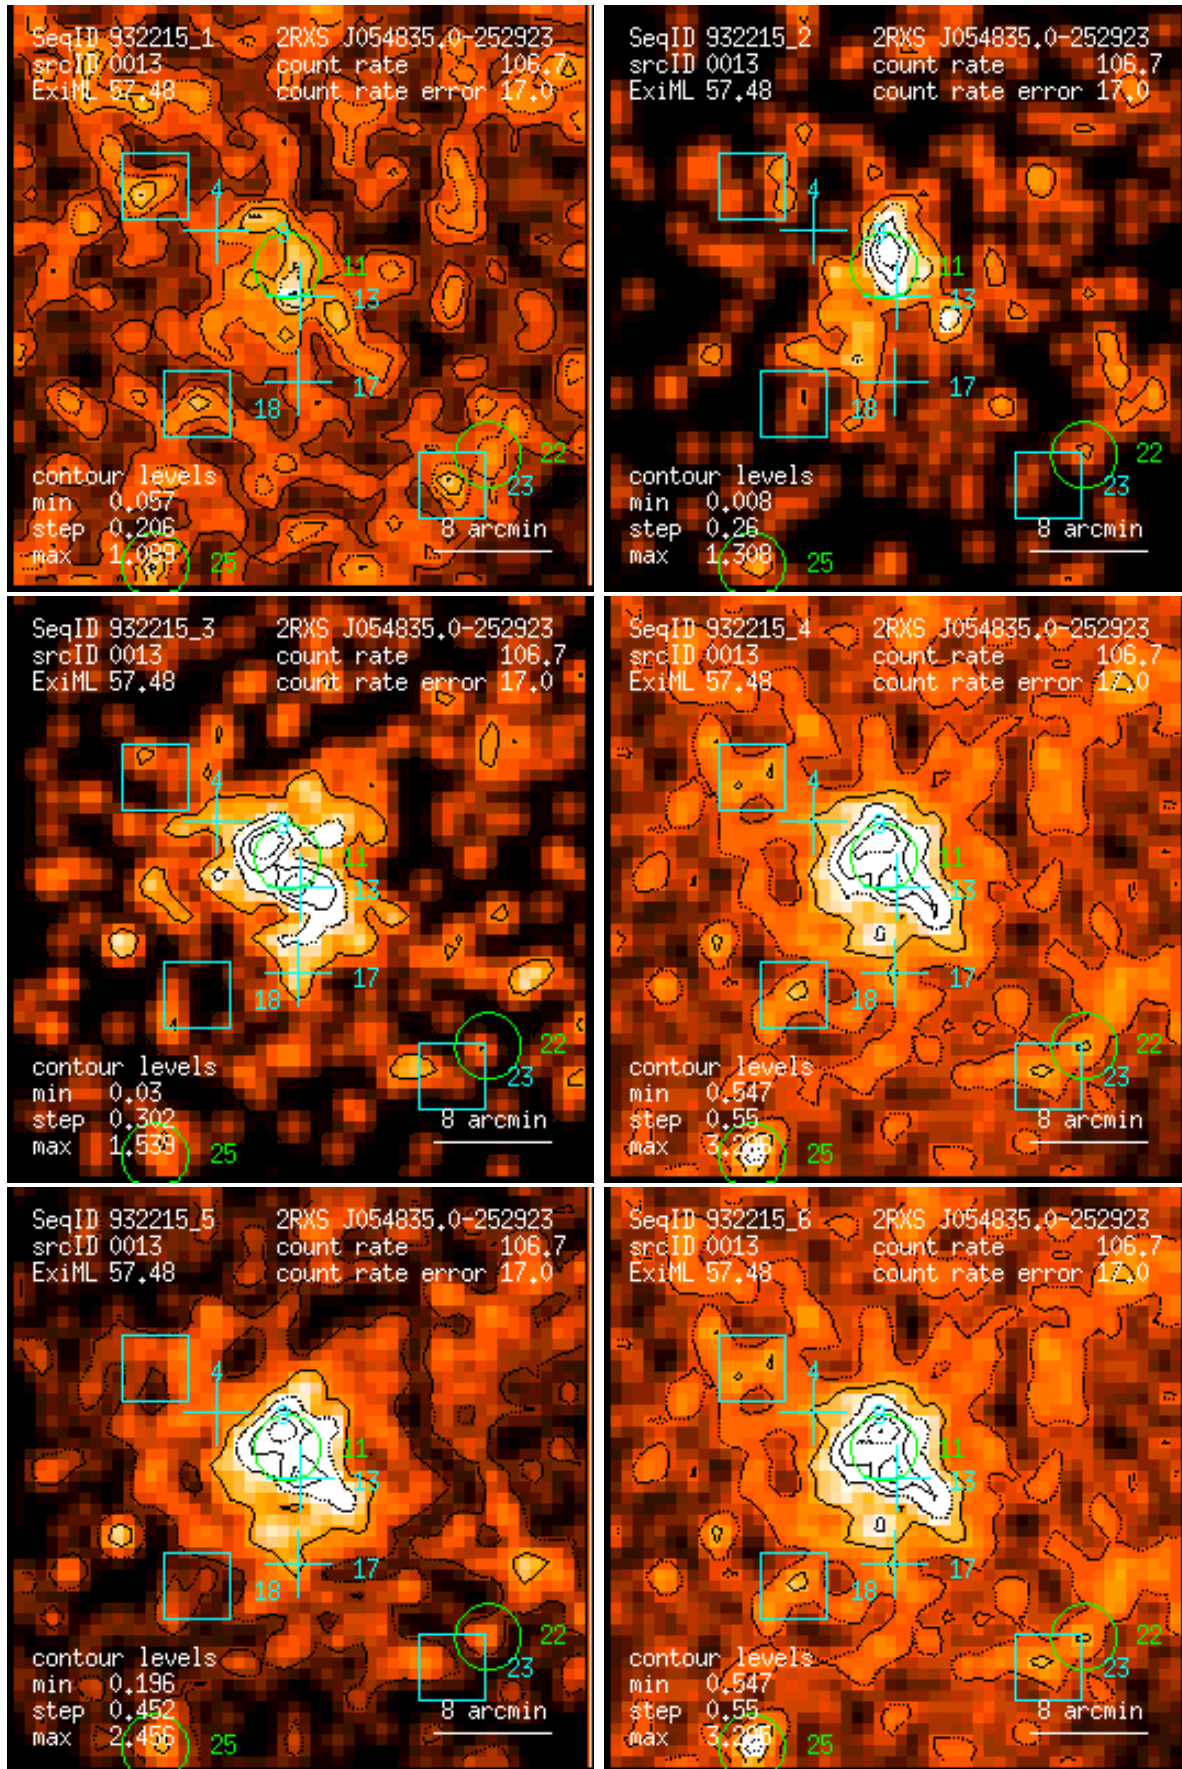 SeqID 932215_1 2RXS J054835.0-252923
srcID 0013 count rate 106.7
ExiML 57.48 count rate error 17.0
4
9
11
13
17
18
22
23
contour levels
min 0.057
step 0.206 8 arcmin
max 1.089
25
SeqID 932215_2 2RXS J054835.0-252923
srcID 0013 count rate 106.7
ExiML 57.48 count rate error 17.0
4
9
11
13
17
18
22
23
contour levels
min 0.008
step 0.26 8 arcmin
max 1.308
25
SeqID 932215_3 2RXS J054835.0-252923
srcID 0013 count rate 106.7
ExiML 57.48 count rate error 17.0
4
9
11
13
17
18
22
23
contour levels
min 0.03
step 0.302 8 arcmin
max 1.539
25
SeqID 932215_4 2RXS J054835.0-252923
srcID 0013 count rate 106.7
ExiML 57.48 count rate error 17.0
4
9
11
13
17
18
22
23
contour levels
min 0.547
step 0.55 8 arcmin
max
25
SeqID 932215_5 2RXS J054835.0-252923
srcID 0013 count rate 106.7
ExiML 57.48 count rate error 17.0
4
9
11
13
17
18
22
23
contour levels
min 0.196
step 0.452 8 arcmin
max 2.456
25
SeqID 932215_6 2RXS J054835.0-252923
srcID 0013 count rate 106.7
ExiML 57.48 count rate error 17.0
4
9
11
13
17
18
22
23
contour levels
min 0.547
step 0.55 8 arcmin
max
25